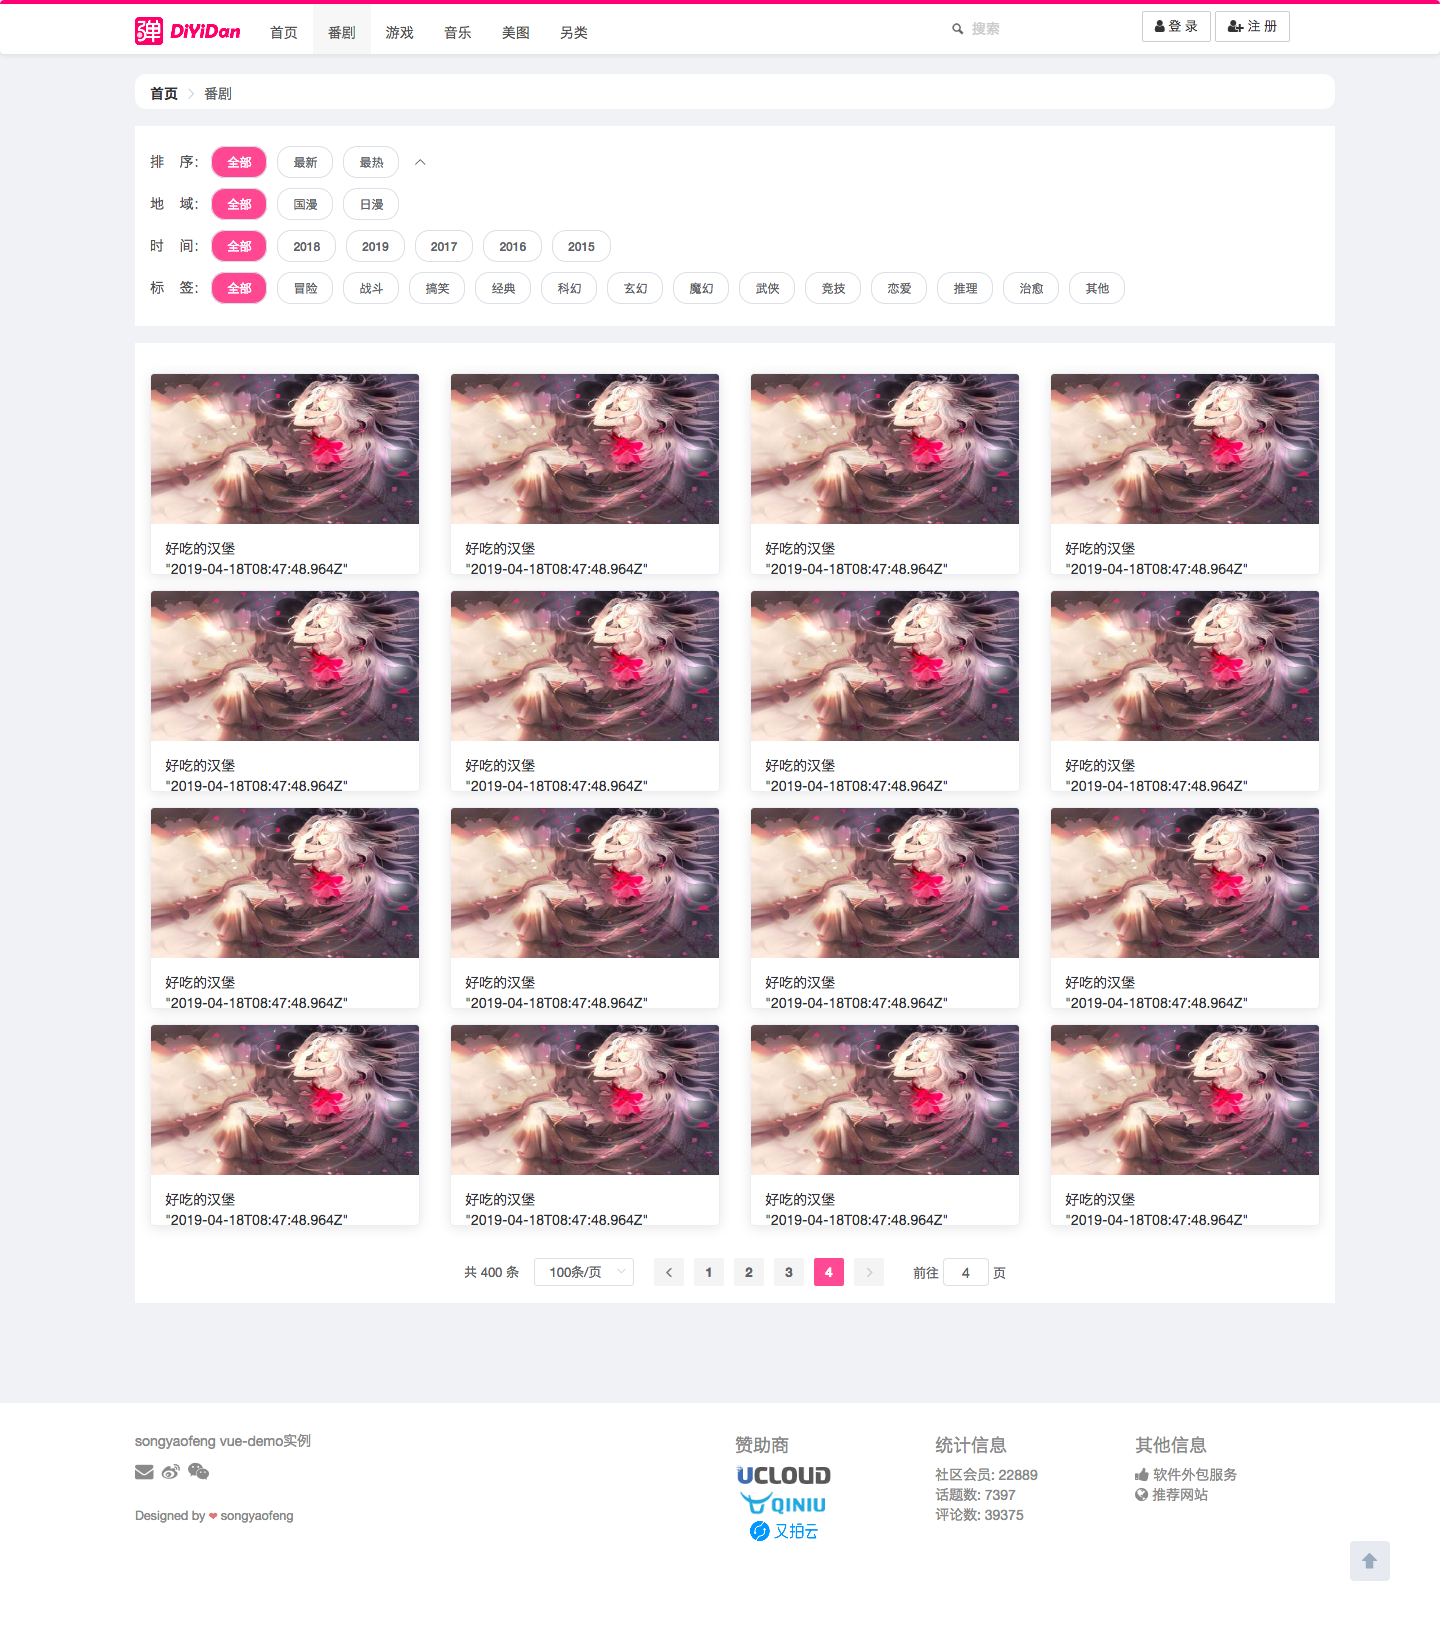 弹 DiYiDan 首页 番剧 游戏 音乐 美图 另类 搜索 登 录 注 册
首页 > 番剧
排 序： 全部 最新 最热
地 域： 全部 国漫 日漫
时 间： 全部 2018 2019 2017 2016 2015
标 签： 全部 冒险 战斗 搞笑 经典 科幻 玄幻 魔幻 武侠 竞技 恋爱 推理 治愈 其他
好吃的汉堡 好吃的汉堡 好吃的汉堡 好吃的汉堡
"2019-04-18T08:47:48.964Z" "2019-04-18T08:47:48.964Z" "2019-04-18T08:47:48.964Z" "2019-04-18T08:47:48.964Z"
好吃的汉堡 好吃的汉堡 好吃的汉堡 好吃的汉堡
"2019-04-18T08:47:48.964Z" "2019-04-18T08:47:48.964Z" "2019-04-18T08:47:48.964Z" "2019-04-18T08:47:48.964Z"
好吃的汉堡 好吃的汉堡 好吃的汉堡 好吃的汉堡
"2019-04-18T08:47:48.964Z" "2019-04-18T08:47:48.964Z" "2019-04-18T08:47:48.964Z" "2019-04-18T08:47:48.964Z"
好吃的汉堡 好吃的汉堡 好吃的汉堡 好吃的汉堡
"2019-04-18T08:47:48.964Z" "2019-04-18T08:47:48.964Z" "2019-04-18T08:47:48.964Z" "2019-04-18T08:47:48.964Z"
共 400 条 100条/页 < 1 2 3 4 > 前往 4 页
songyaofeng vue-demo实例
Designed by ❤ songyaofeng
赞助商
UCLOUD
QINIU
又拍云
统计信息
社区会员: 22889
话题数: 7397
评论数: 39375
其他信息
软件外包服务
推荐网站